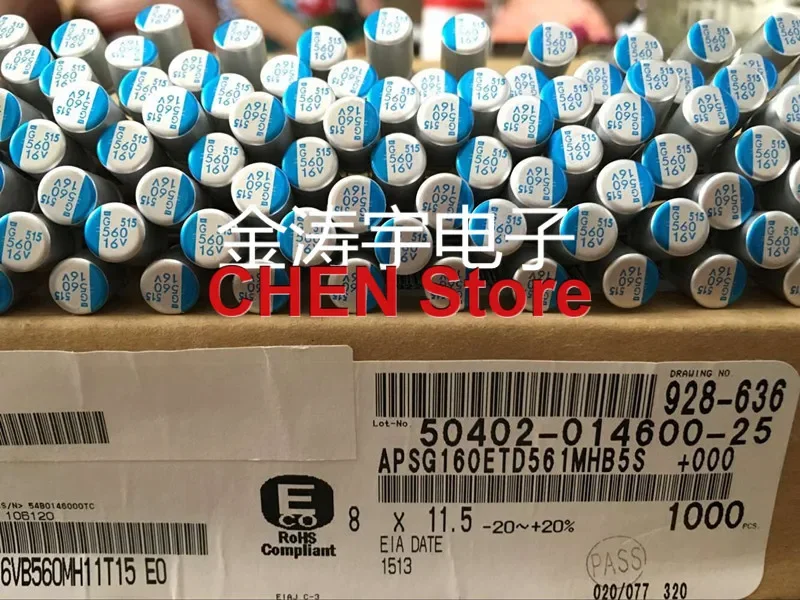 G 515
560
16V
金涛宇电子
CHEN Store
DRAWING NO
928-636
Lot-No.
50402-014600-25
APSG160ETD561MHB5S +000
8 x 11.5 -20~+20% 1000 PCS.
EIA DATE
1513
PASS
020/077 320
E
CO
RoHS
Compliant
EIAJ C-3
S/N> 54B0146000TC
106120
6VB560MH11T15 E0